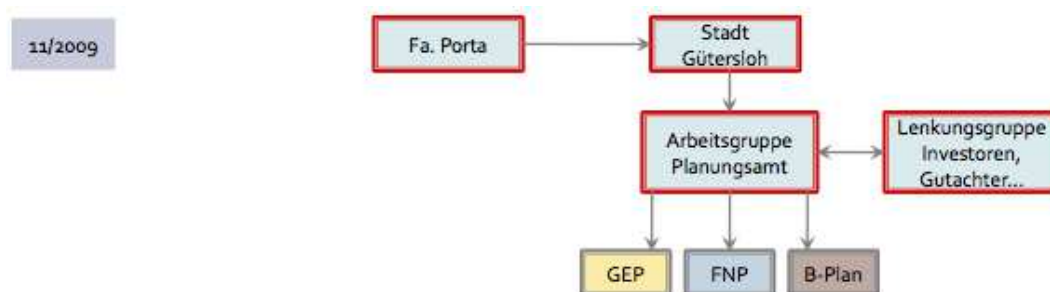 11/2009
Fa. Porta
Stadt
Gütersloh
Arbeitsgruppe
Planungsamt
Lenkungsgruppe
Investoren,
Gutachter...
GEP
FNP
B-Plan